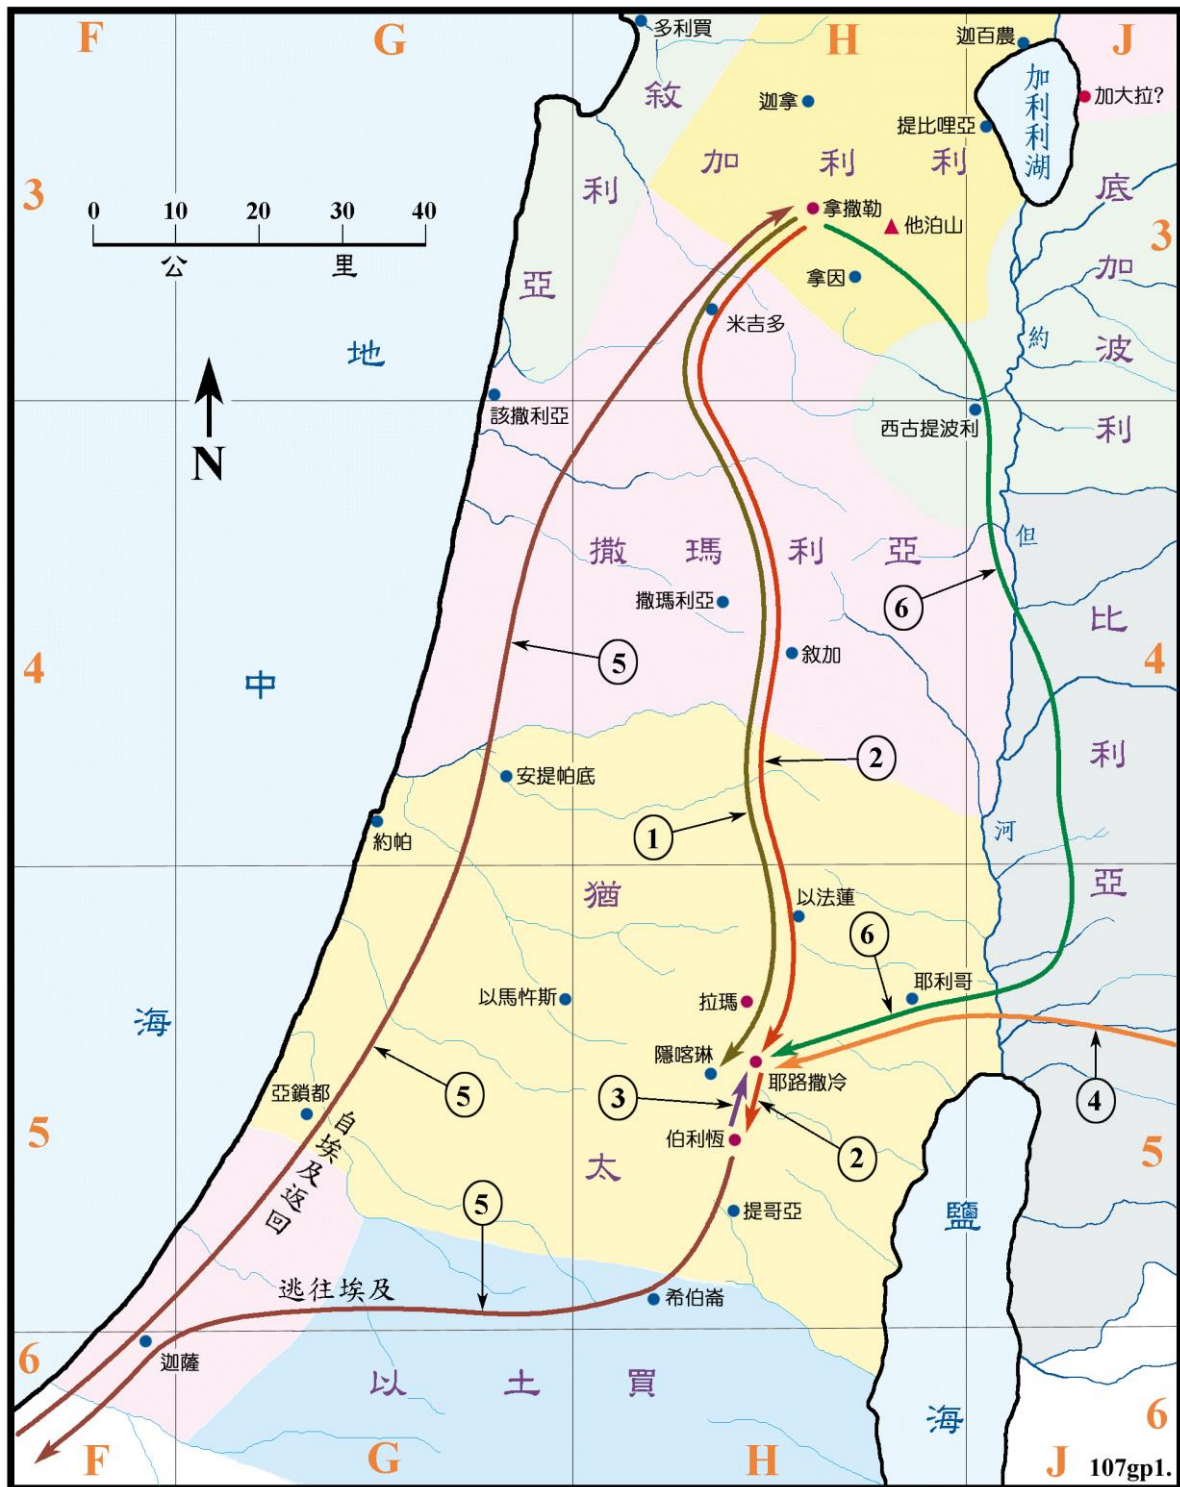 F
G
H
J
多利買
迦百農
敘利亞
迦拿
加利利湖
加大拉?
提比哩亞
加利利
底加波利
3
3
0 10 20 30 40
公里
拿撒勒
他泊山
拿因
米吉多
地中海
約但河
N
該撒利亞
西古提波利
撒瑪利亞
6
撒瑪利亞
敘加
比利亞
4
4
5
2
安提帕底
1
約帕
猶太
以法蓮
6
耶利哥
以馬忤斯
拉瑪
隱喀琳
耶路撒冷
亞鎖都
5
3
4
伯利恆
2
5
5
自埃及返回
5
提哥亞
鹽海
逃往埃及
希伯崙
迦薩
以土買
6
6
F
G
H
J
107gp1.